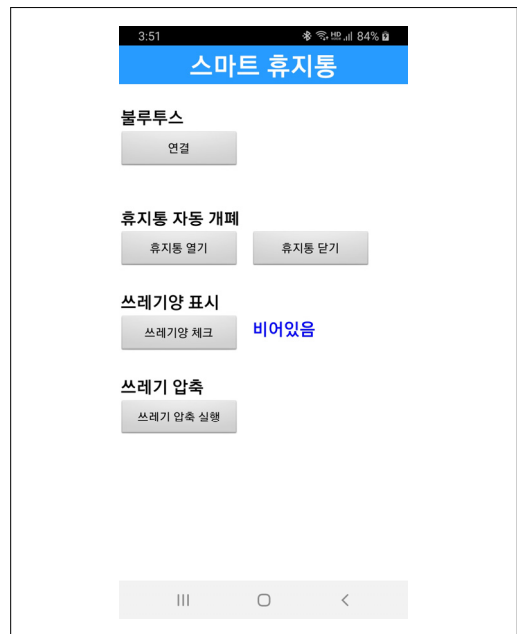 3:51 84%
스마트 휴지통
불루투스
연결
휴지통 자동 개폐
휴지통 열기 휴지통 닫기
쓰레기양 표시
쓰레기양 체크 비어있음
쓰레기 압축
쓰레기 압축 실행